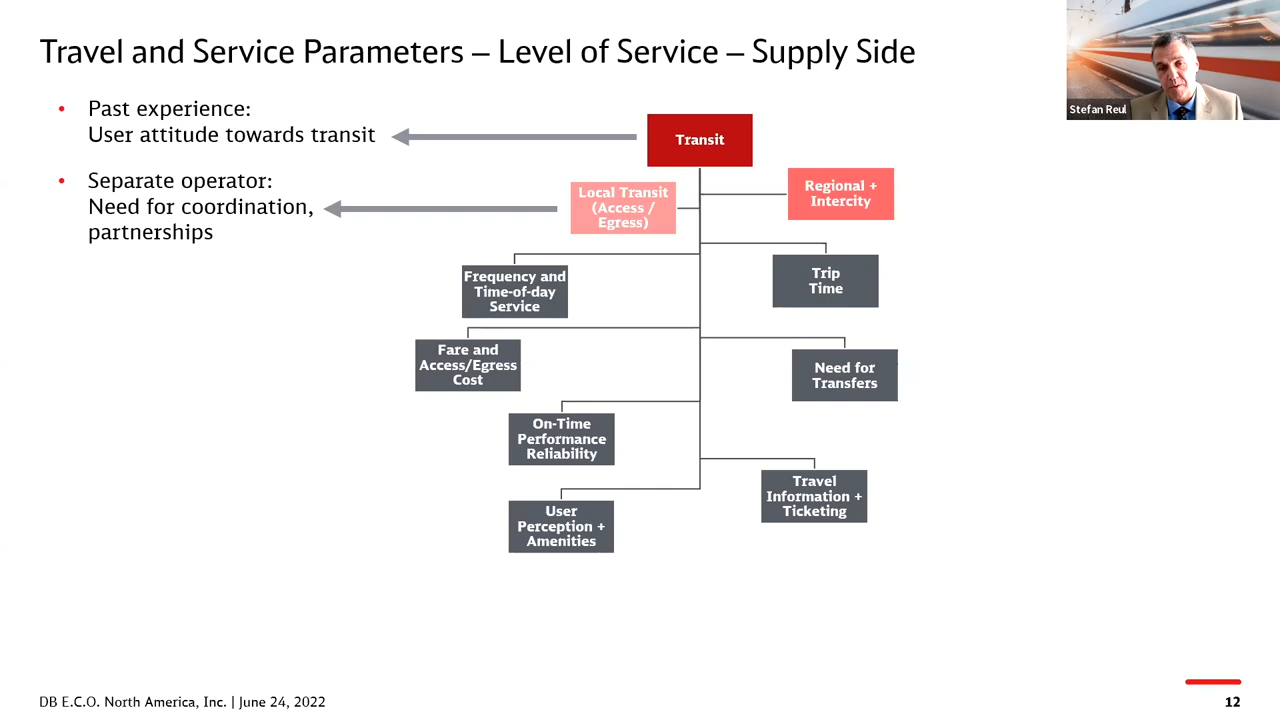 Travel and Service Parameters – Level of Service – Supply Side
Stefan Reul
• Past experience:
User attitude towards transit
• Separate operator:
Need for coordination,
partnerships
Transit
Local Transit
(Access /
Egress)
Regional +
Intercity
Frequency and
Time-of-day
Service
Trip
Time
Fare and
Access/Egress
Cost
Need for
Transfers
On-Time
Performance
Reliability
Travel
Information +
Ticketing
User
Perception +
Amenities
DB E.C.O. North America, Inc. | June 24, 2022
12